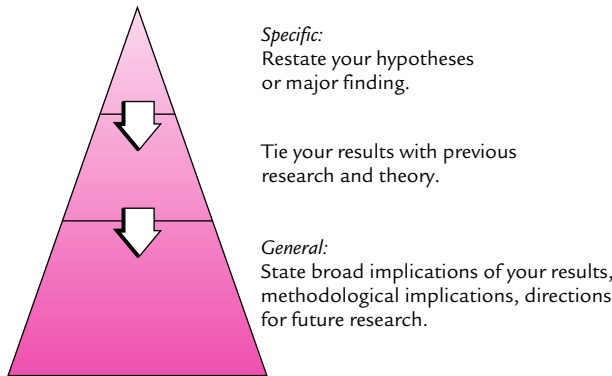 Specific:
Restate your hypotheses
or major finding.
Tie your results with previous
research and theory.
General:
State broad implications of your results,
methodological implications, directions
for future research.